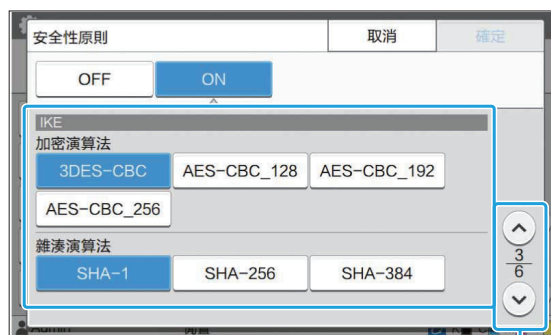 安全性原則 取消 確定
OFF ON
IKE
加密演算法
3DES-CBC AES-CBC_128 AES-CBC_192
AES-CBC_256
雜湊演算法
SHA-1 SHA-256 SHA-384
3
6
Admin